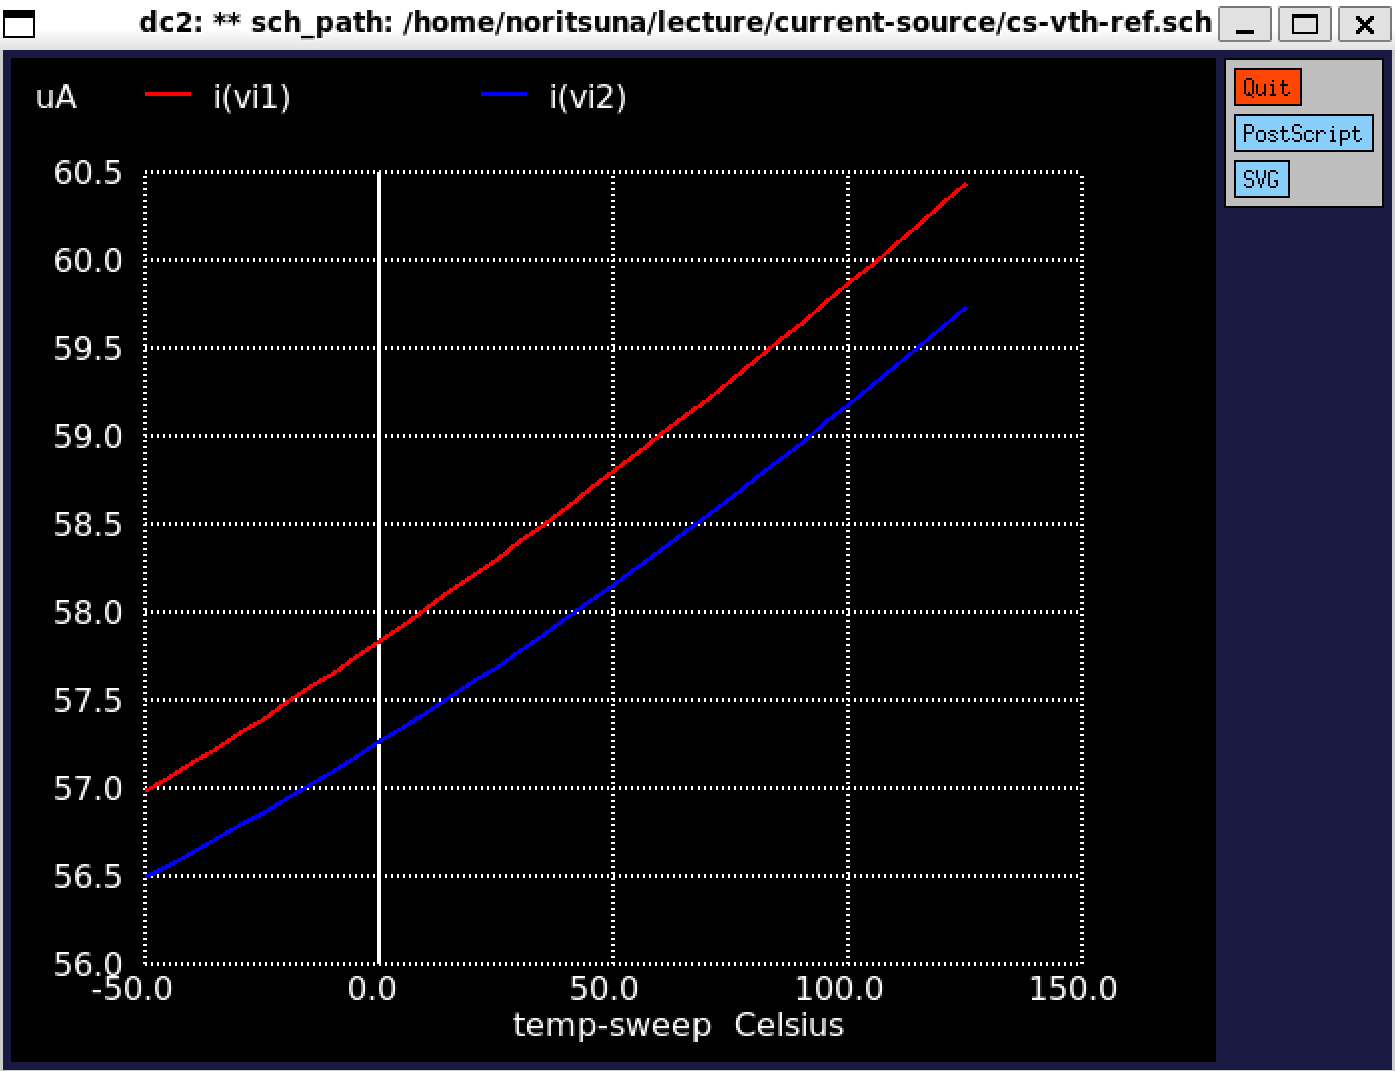 dc2: ** sch_path: /home/noritsuna/lecture/current-source/cs-vth-ref.sch
uA i(vi1) i(vi2)
Quit
PostScript
SVG
60.5
60.0
59.5
59.0
58.5
58.0
57.5
57.0
56.5
56.0
-50.0 0.0 50.0 100.0 150.0
temp-sweep Celsius